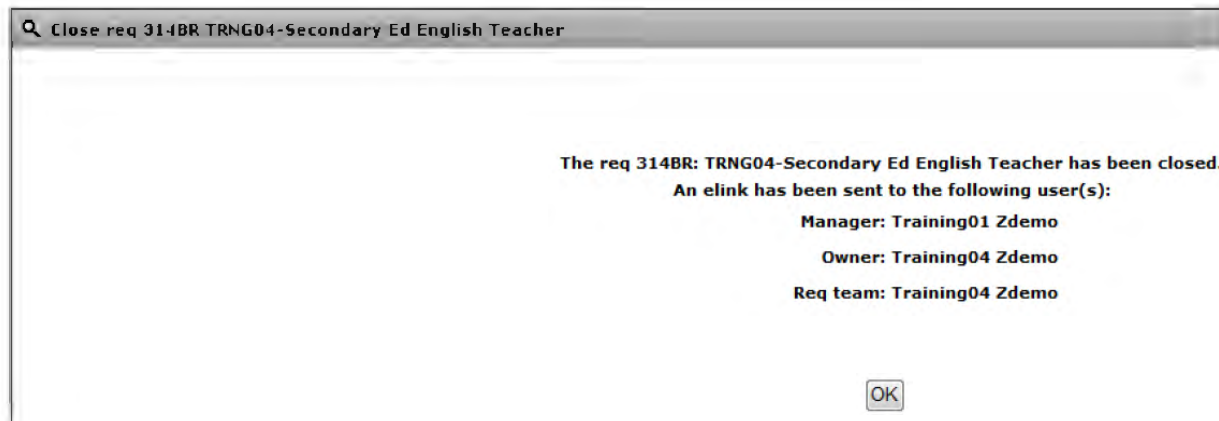 Close req 314BR TRNG04-Secondary Ed English Teacher
The req 314BR: TRNG04-Secondary Ed English Teacher has been closed.
An elink has been sent to the following user(s):
Manager: Training01 Zdemo
Owner: Training04 Zdemo
Req team: Training04 Zdemo
OK